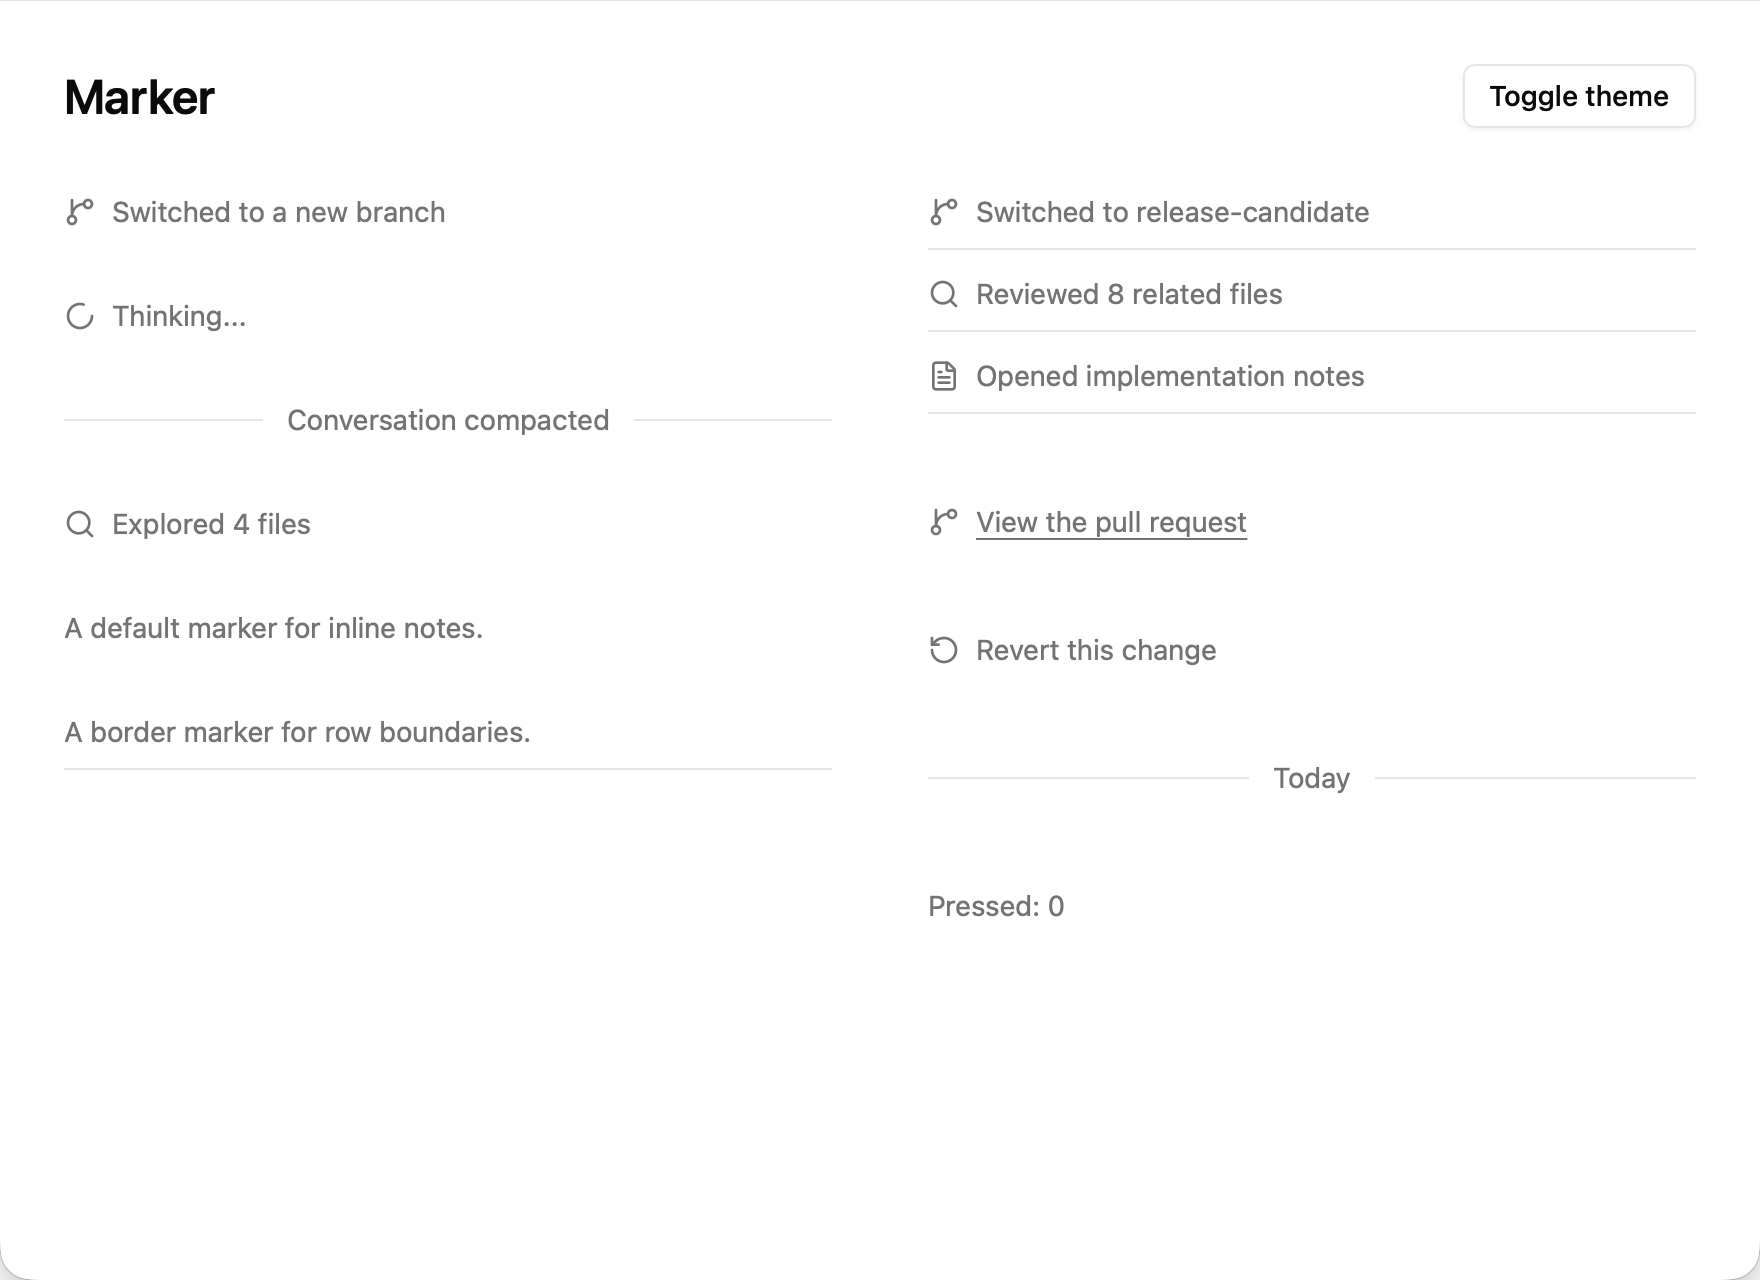 Marker
Toggle theme
Switched to a new branch
Thinking...
Conversation compacted
Explored 4 files
A default marker for inline notes.
A border marker for row boundaries.
Switched to release-candidate
Reviewed 8 related files
Opened implementation notes
View the pull request
Revert this change
Today
Pressed: 0